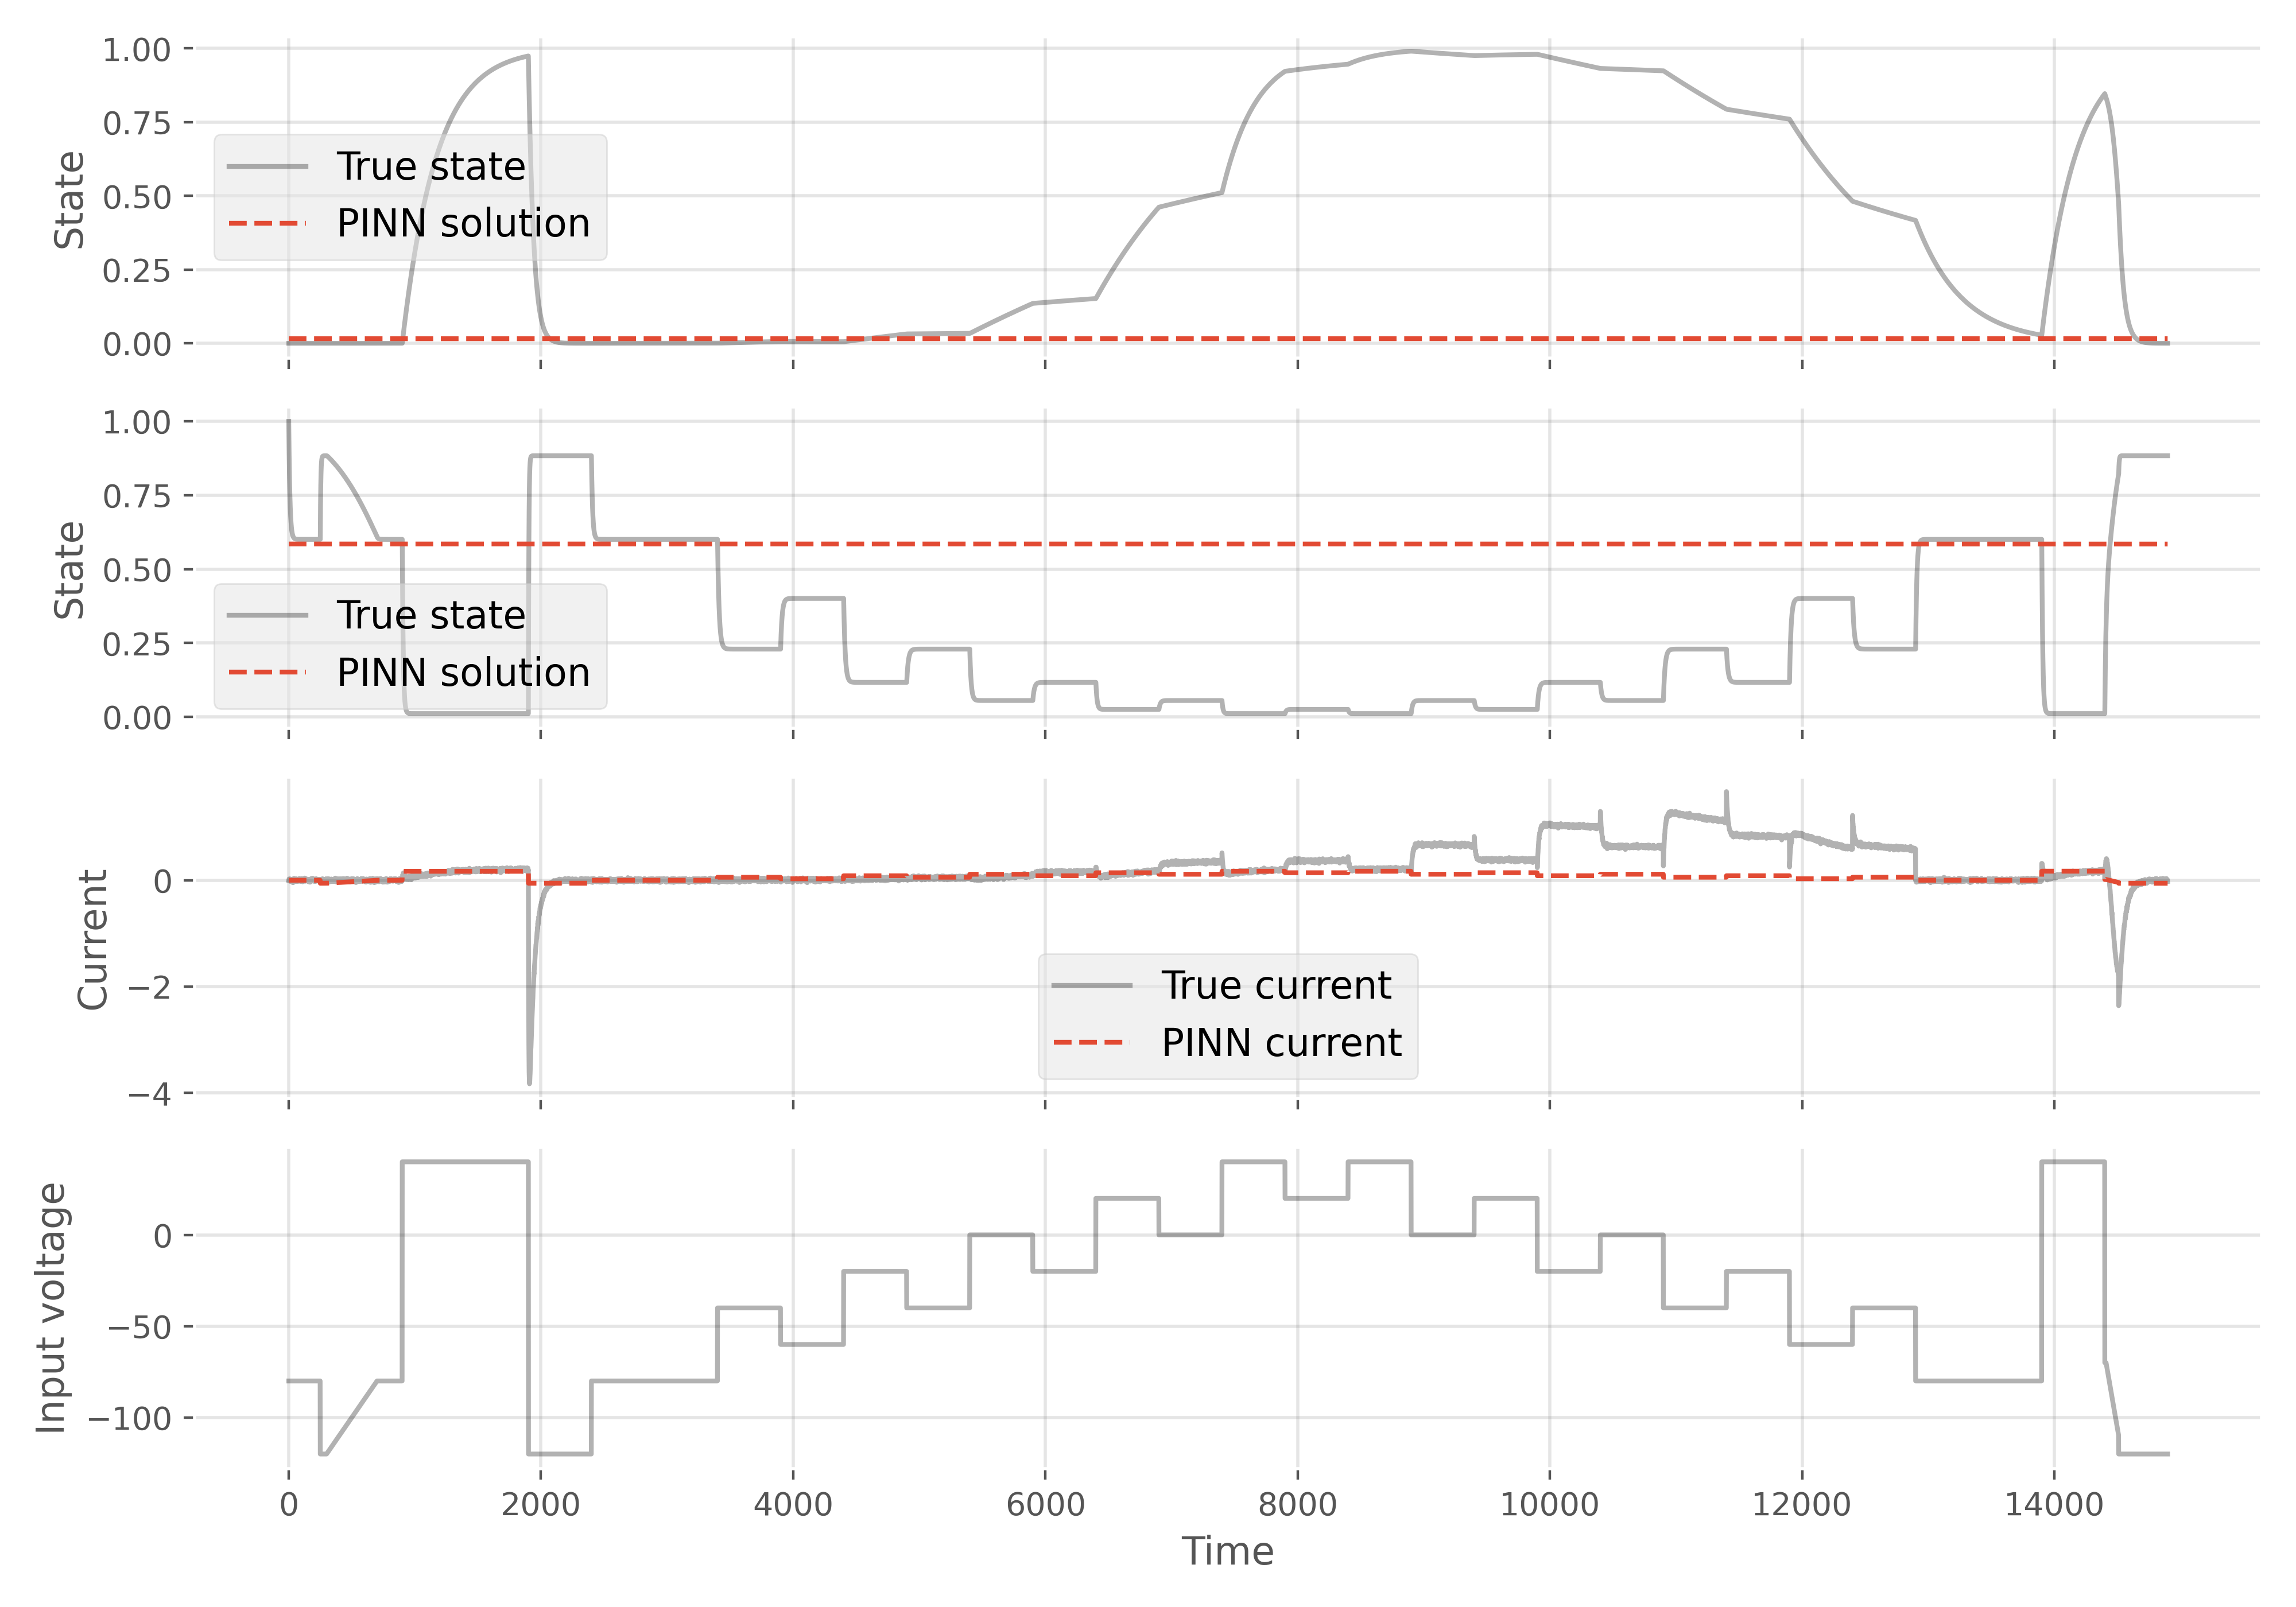 1.00
0.75
0.50
0.25
0.00
State
True state
PINN solution
1.00
0.75
0.50
0.25
0.00
State
True state
PINN solution
0
−2
−4
Current
True current
PINN current
0
−50
−100
Input voltage
0 2000 4000 6000 8000 10000 12000 14000
Time